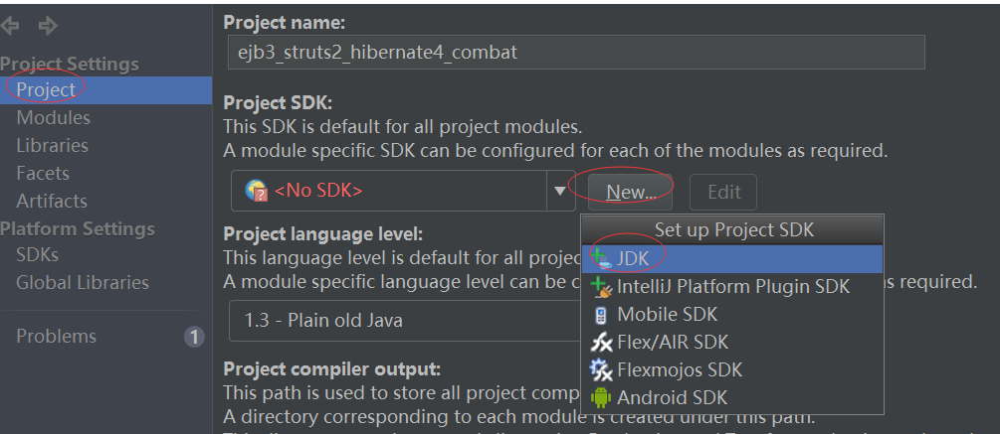 Project name:
ejb3_struts2_hibernate4_combat
Project Settings
Project
Modules
Libraries
Facets
Artifacts
Platform Settings
SDKs
Global Libraries
Problems
1
Project SDK:
This SDK is default for all project modules.
A module specific SDK can be configured for each of the modules as required.
<No SDK>
New...
Edit
Set up Project SDK
JDK
IntelliJ Platform Plugin SDK
Mobile SDK
Flex/AIR SDK
Flexmojos SDK
Android SDK
Project language level:
This language level is default for all projec
A module specific language level can be c
s required.
1.3 - Plain old Java
Project compiler output:
This path is used to store all project comp
A directory corresponding to each module is created under this path.